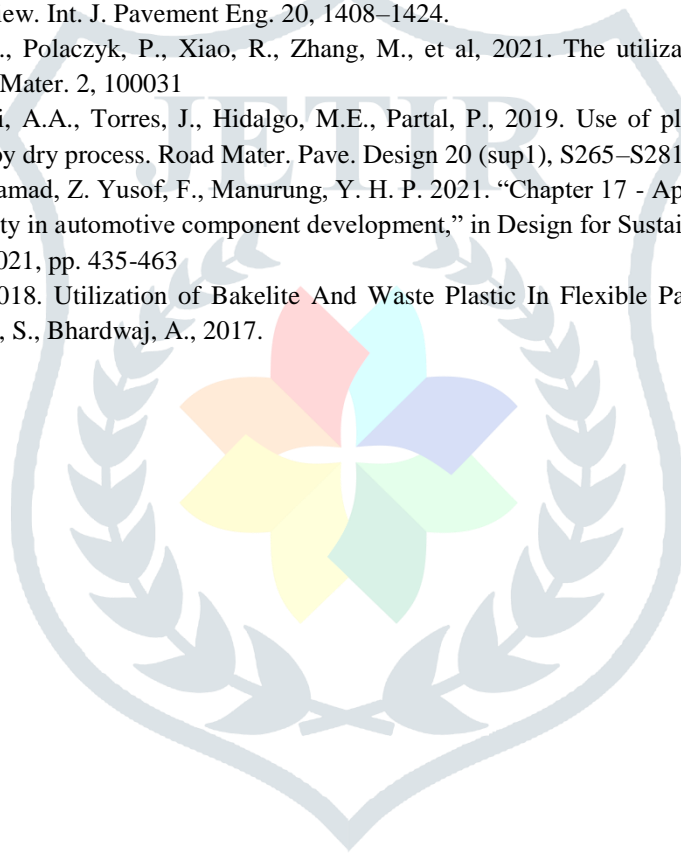 iew. Int. J. Pavement Eng. 20, 1408–1424.
., Polaczyk, P., Xiao, R., Zhang, M., et al, 2021. The utiliza
Mater. 2, 100031
i, A.A., Torres, J., Hidalgo, M.E., Partal, P., 2019. Use of pl
by dry process. Road Mater. Pave. Design 20 (sup1), S265–S281
amad, Z. Yusof, F., Manurung, Y. H. P. 2021. “Chapter 17 - Ap
ty in automotive component development,” in Design for Sustai
021, pp. 435-463
018. Utilization of Bakelite And Waste Plastic In Flexible Pa
, S., Bhardwaj, A., 2017.
JETIR